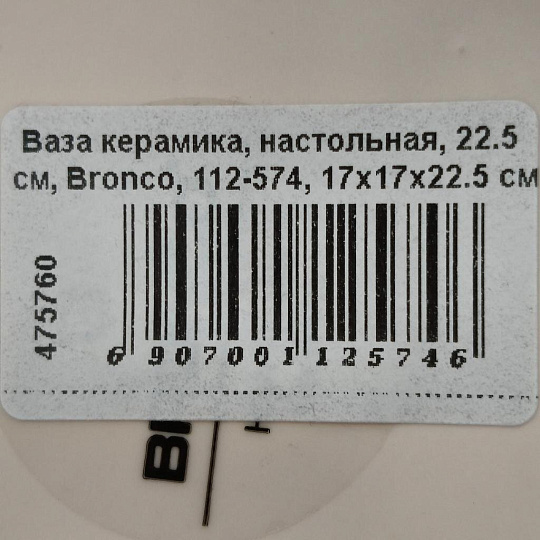 Ваза керамика, настольная, 22.5
см, Bronco, 112-574, 17х17х22.5 см
475760
6 907001 125746